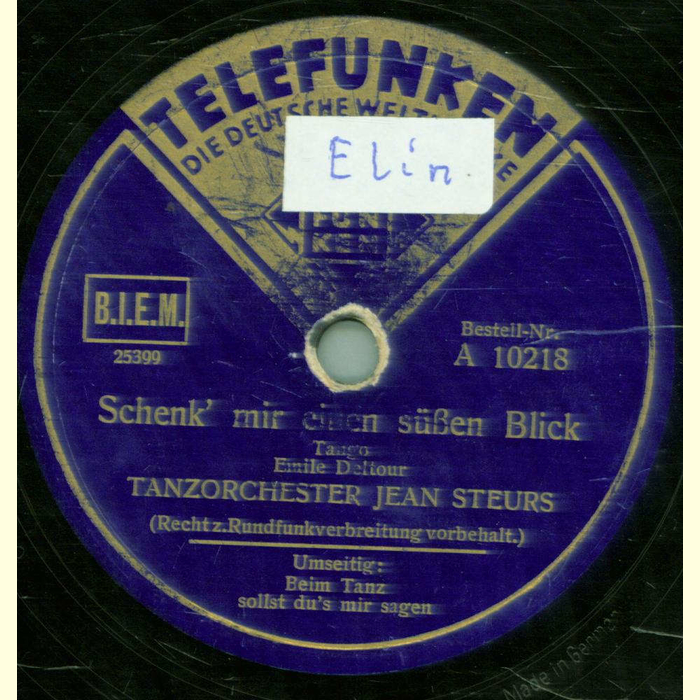 TELEFUNKEN
DIE DEUTSCHE
Elin.
FUN
KEN
B.I.E.M.
25399
Bestell-Nr.
A 10218
Schenk' mir einen süßen Blick
Tango
Emile Deltour
TANZORCHESTER JEAN STEURS
(Recht z. Rundfunkverbreitung vorbehalt.)
Umseitig:
Beim Tanz
sollst du's mir sagen
Made in Germany